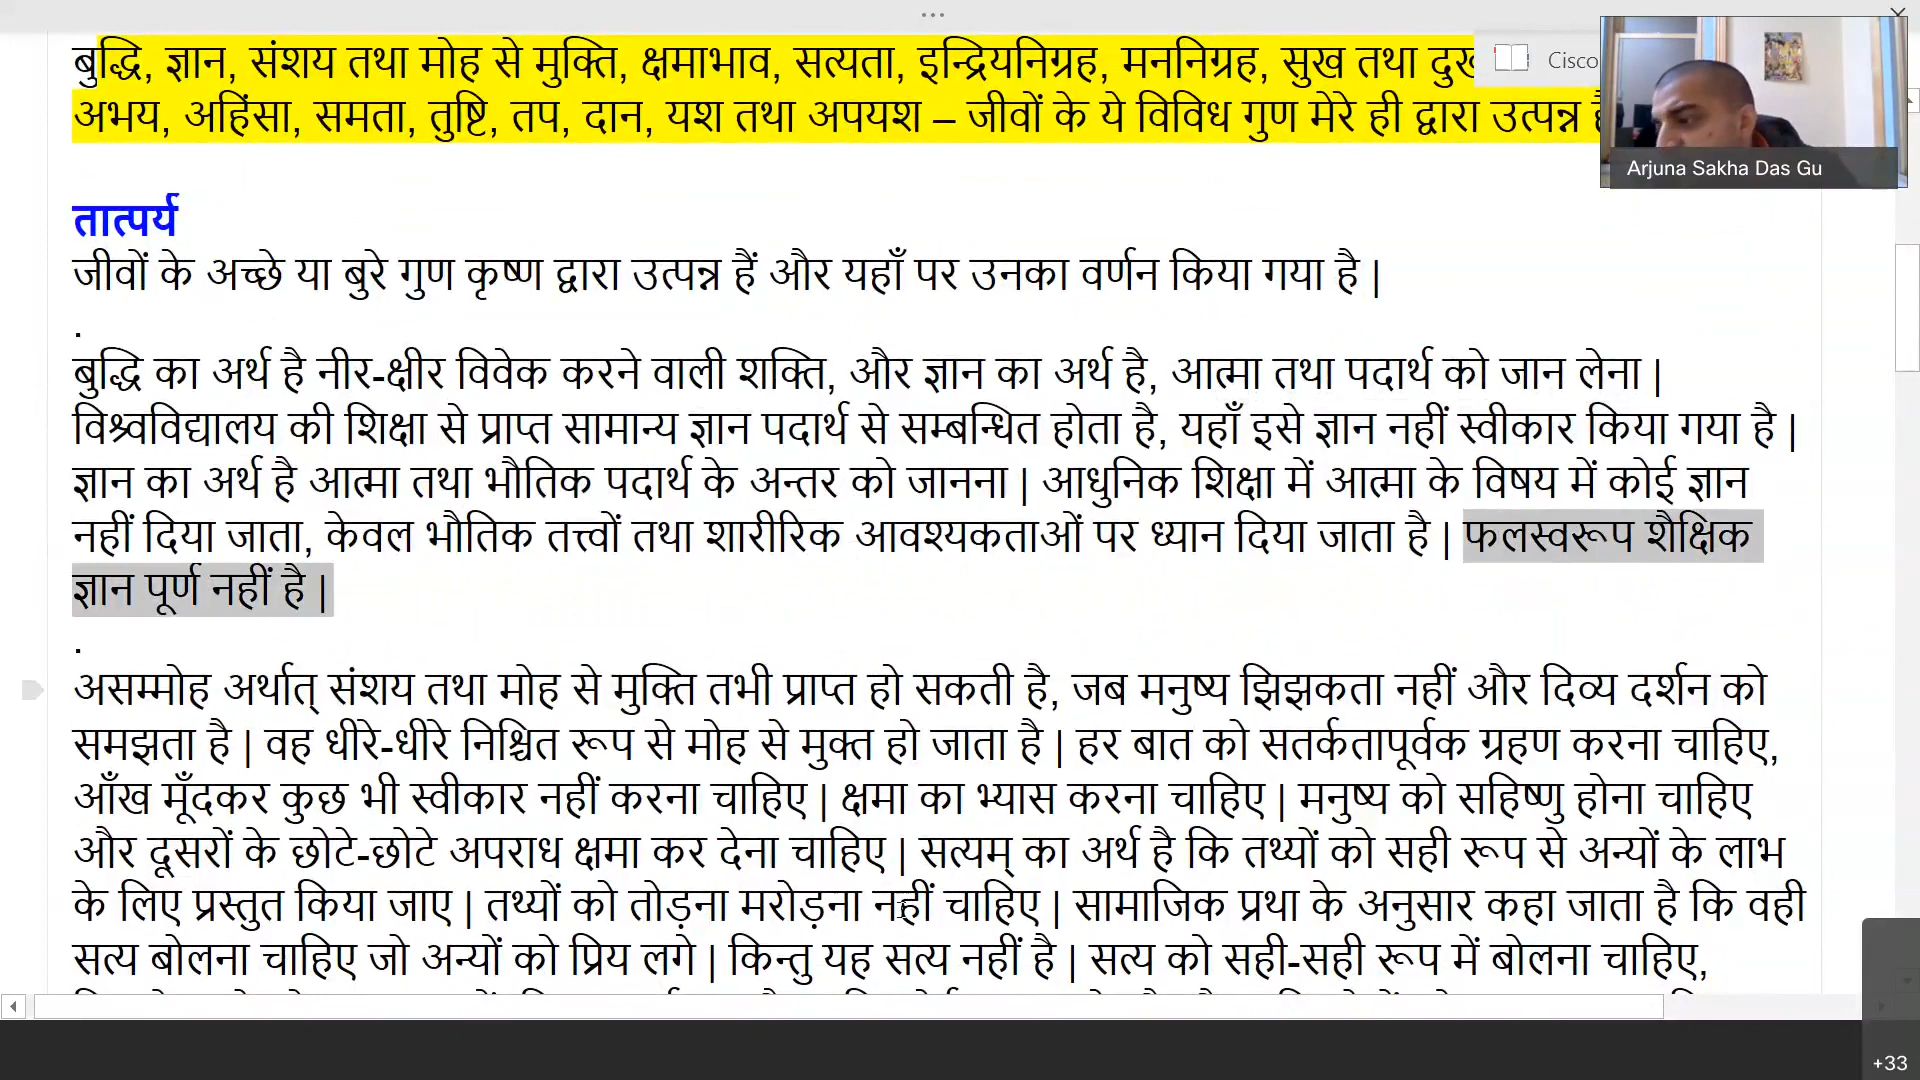 बुद्धि, ज्ञान, संशय तथा मोह से मुक्ति, क्षमाभाव, सत्यता, इन्द्रियनिग्रह, मननिग्रह, सुख तथा
Cisco
अभय, अहिंसा, समता, तुष्टि, तप, दान, यश तथा अपयश – जीवों के ये विविध गुण मेरे ही द्वारा उत्पन्न
Arjuna Sakha Das Gu
तात्पर्य
जीवों के अच्छे या बुरे गुण कृष्ण द्वारा उत्पन्न हैं और यहाँ पर उनका वर्णन किया गया है |
.
बुद्धि का अर्थ है नीर-क्षीर विवेक करने वाली शक्ति, और ज्ञान का अर्थ है, आत्मा तथा पदार्थ को जान लेना |
विश्र्वविद्यालय की शिक्षा से प्राप्त सामान्य ज्ञान पदार्थ से सम्बन्धित होता है, यहाँ इसे ज्ञान नहीं स्वीकार किया गया है |
ज्ञान का अर्थ है आत्मा तथा भौतिक पदार्थ के अन्तर को जानना | आधुनिक शिक्षा में आत्मा के विषय में कोई ज्ञान
नहीं दिया जाता, केवल भौतिक तत्त्वों तथा शारीरिक आवश्यकताओं पर ध्यान दिया जाता है | फलस्वरूप शैक्षिक
ज्ञान पूर्ण नहीं है |
.
असम्मोह अर्थात् संशय तथा मोह से मुक्ति तभी प्राप्त हो सकती है, जब मनुष्य झिझकता नहीं और दिव्य दर्शन को
समझता है | वह धीरे-धीरे निश्चित रूप से मोह से मुक्त हो जाता है | हर बात को सतर्कतापूर्वक ग्रहण करना चाहिए,
आँख मूँदकर कुछ भी स्वीकार नहीं करना चाहिए | क्षमा का भ्यास करना चाहिए | मनुष्य को सहिष्णु होना चाहिए
और दूसरों के छोटे-छोटे अपराध क्षमा कर देना चाहिए | सत्यम् का अर्थ है कि तथ्यों को सही रूप से अन्यों के लाभ
के लिए प्रस्तुत किया जाए | तथ्यों को तोड़ना मरोड़ना नहीं चाहिए | सामाजिक प्रथा के अनुसार कहा जाता है कि वही
सत्य बोलना चाहिए जो अन्यों को प्रिय लगे | किन्तु यह सत्य नहीं है | सत्य को सही-सही रूप में बोलना चाहिए,
+33